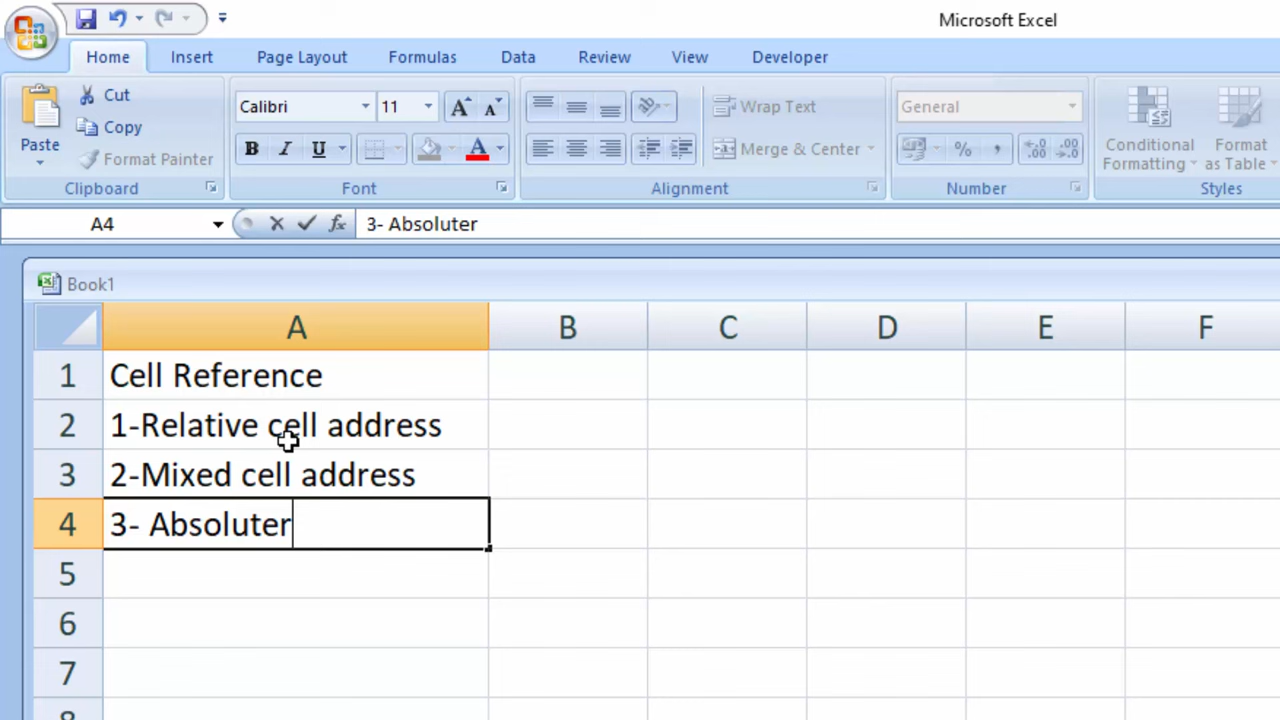 Microsoft Excel
Home Insert Page Layout Formulas Data Review View Developer
Paste
Cut
Copy
Format Painter
Clipboard
Calibri 11
A A
B I U A
Font
Wrap Text
Merge & Center
Alignment
General
% , .00 .0
Number
Conditional Formatting
Format as Table
Styles
A4 fx 3- Absoluter
Book1
A B C D E F
1 Cell Reference
2 1-Relative cell address
3 2-Mixed cell address
4 3- Absoluter
5
6
7
8